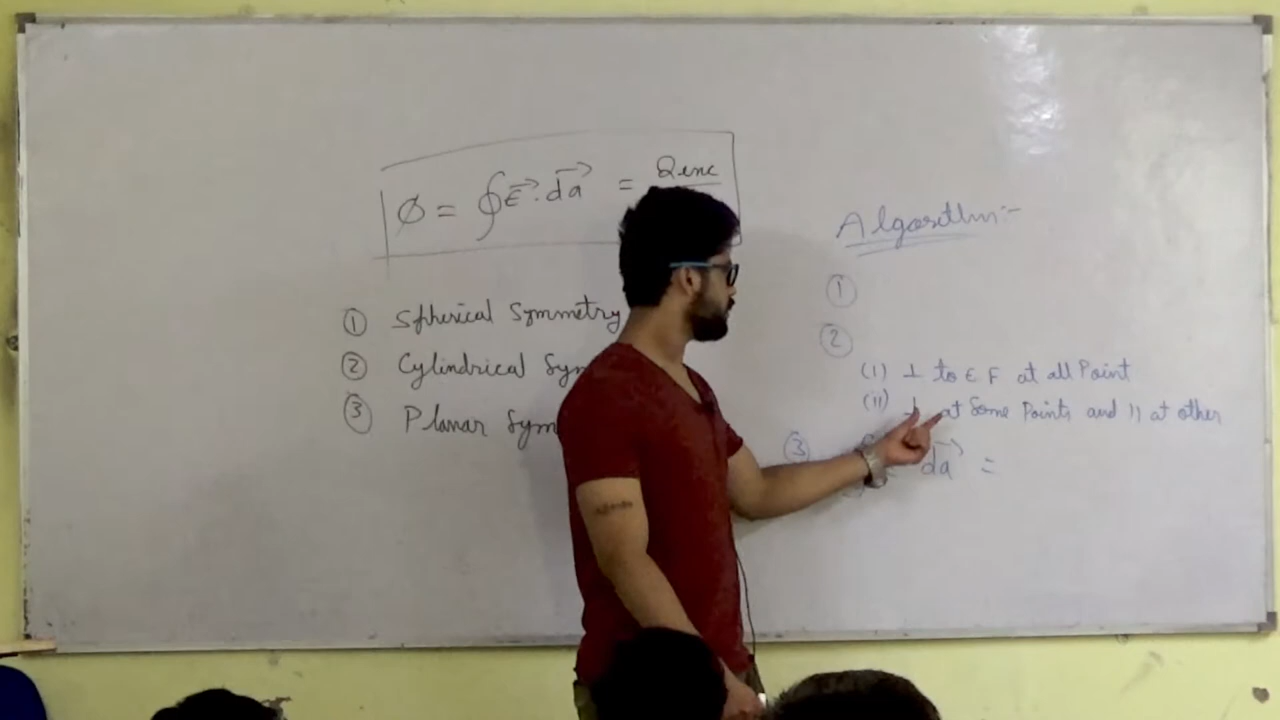 φ = ∮ E⃗ . da⃗ = Qenc
① Spherical Symmetry
② Cylindrical Sym
③ Planar Sym
Algorithm:-
①
②
(i) ⊥ to E F at all Point
(ii) ⊥ at Some Points and || at other
③ da⃗ =